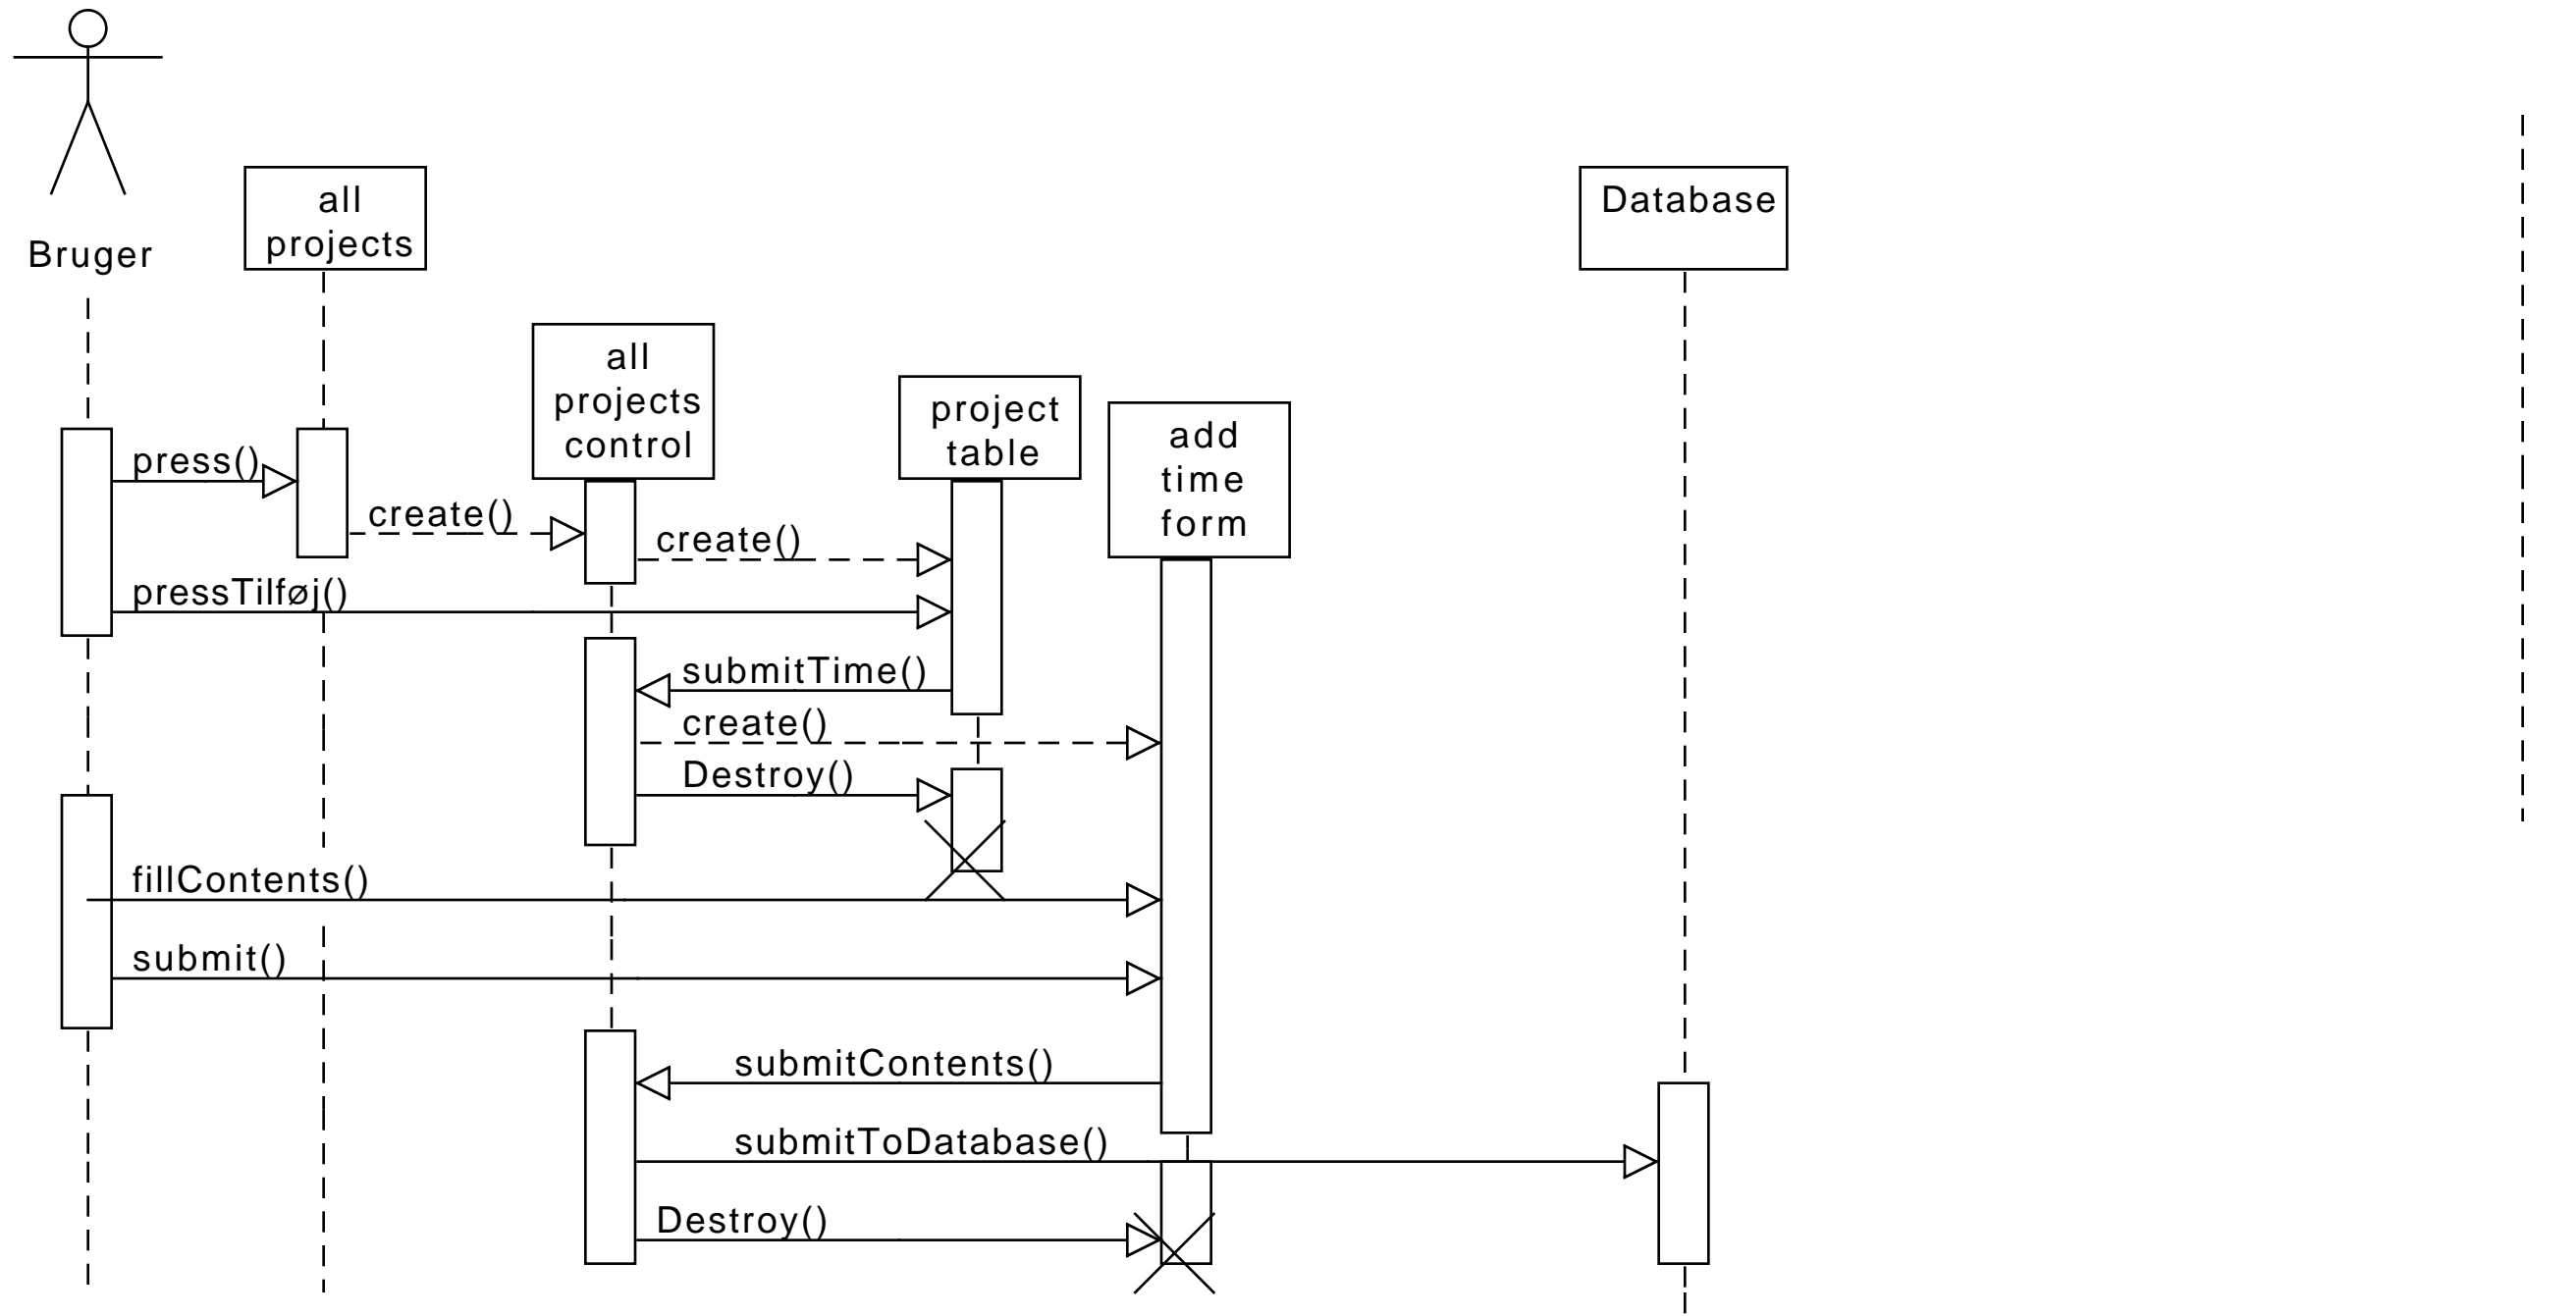 Bruger
all
projects
Database
all
projects
control
project
table
add
time
form
press()
create()
create()
pressTilføj()
submitTime()
create()
Destroy()
fillContents()
submit()
submitContents()
submitToDatabase()
Destroy()